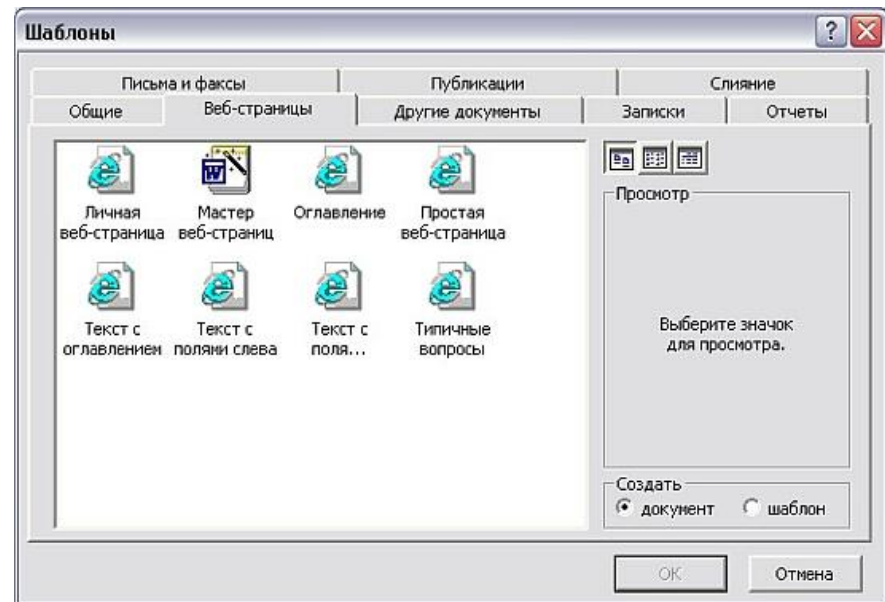 Шаблоны
Письма и факсы
Публикации
Слияние
Общие
Веб-страницы
Другие документы
Записки
Отчеты
Личная
веб-страница
Мастер
веб-страниц
Оглавление
Простая
веб-страница
Текст с
оглавлением
Текст с
полями слева
Текст с
поля...
Типичные
вопросы
Просмотр
Выберите значок
для просмотра.
Создать
документ
шаблон
ОК
Отмена